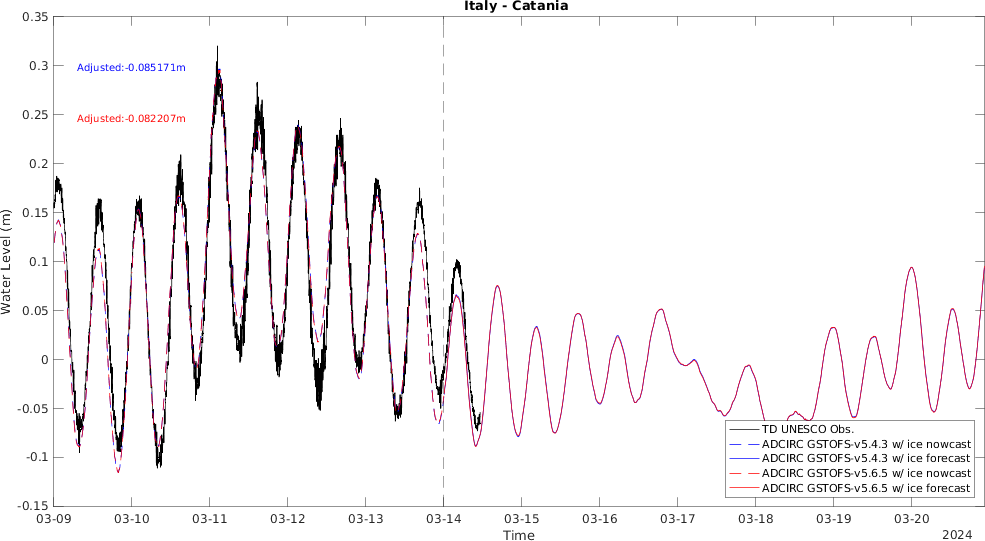 Italy - Catania
0.35
0.3
0.25
0.2
0.15
0.1
0.05
0
-0.05
-0.1
-0.15
Water Level (m)
Adjusted:-0.085171m
Adjusted:-0.082207m
TD UNESCO Obs.
ADCIRC GSTOFS-v5.4.3 w/ ice nowcast
ADCIRC GSTOFS-v5.4.3 w/ ice forecast
ADCIRC GSTOFS-v5.6.5 w/ ice nowcast
ADCIRC GSTOFS-v5.6.5 w/ ice forecast
03-09 03-10 03-11 03-12 03-13 03-14 03-15 03-16 03-17 03-18 03-19 03-20
Time
2024